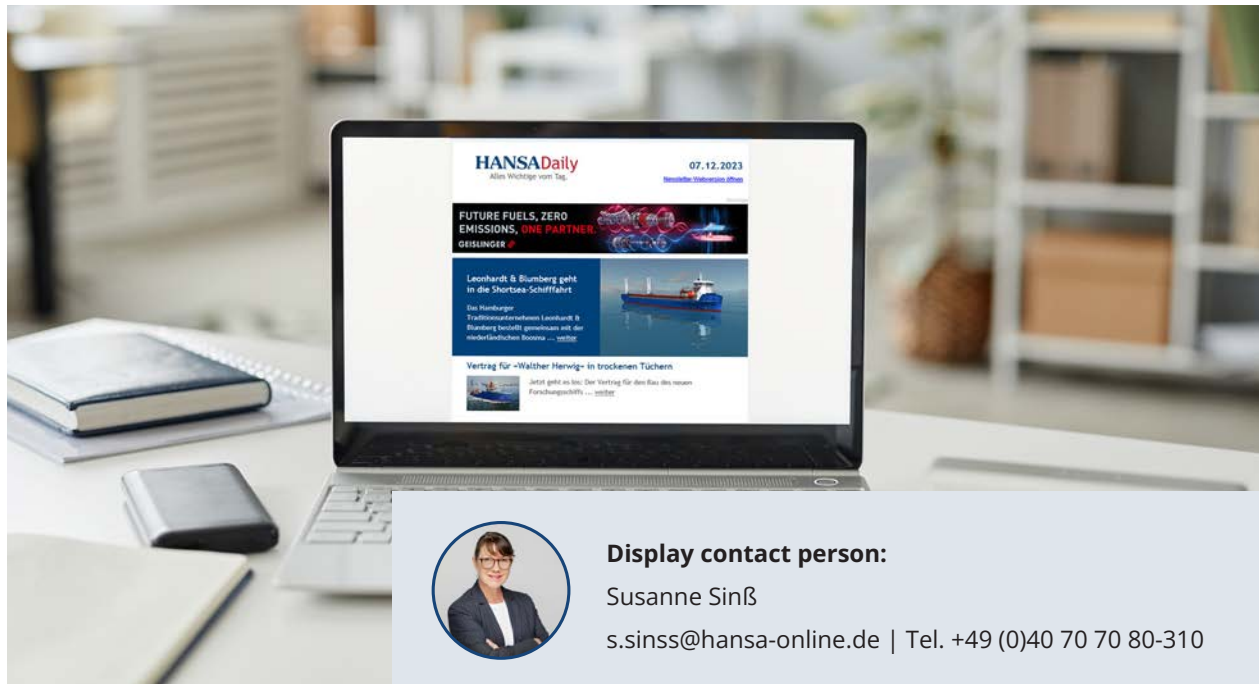 HANSADaily
Alles Wichtige vom Tag.
07.12.2023
Newsletter-Webversion öffnen
FUTURE FUELS, ZERO
EMISSIONS, ONE PARTNER.
GEISLINGER
Leonhardt & Blumberg geht
in die Shortsea-Schifffahrt
Das Hamburger
Traditionsunternehmen Leonhardt &
Blumberg bestellt gemeinsam mit der
niederländischen Boomsma ... weiter
Vertrag für »Walther Herwig« in trockenen Tüchern
Jetzt geht es los: Der Vertrag für den Bau des neuen
Forschungsschiffs ... weiter
Display contact person:
Susanne Sinß
s.sinss@hansa-online.de | Tel. +49 (0)40 70 70 80-310